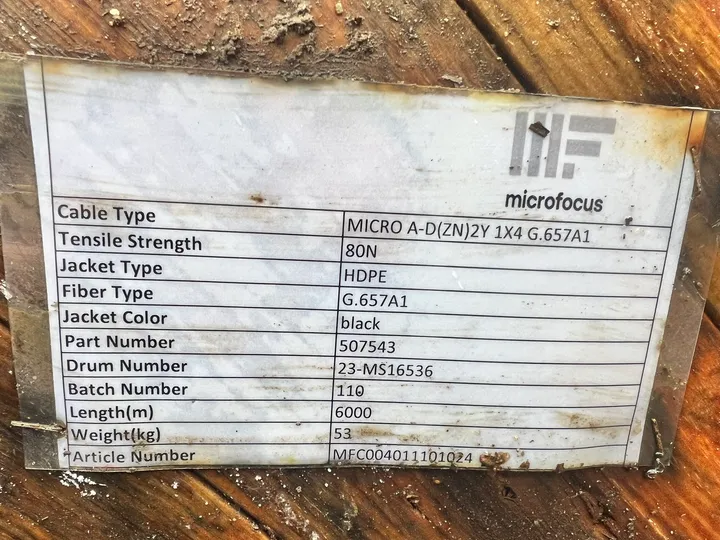 MF
microfocus
Cable Type MICRO A-D(ZN)2Y 1X4 G.657A1
Tensile Strength 80N
Jacket Type HDPE
Fiber Type G.657A1
Jacket Color black
Part Number 507543
Drum Number 23-MS16536
Batch Number 110
Length(m) 6000
Weight(kg) 53
Article Number MFC004011101024